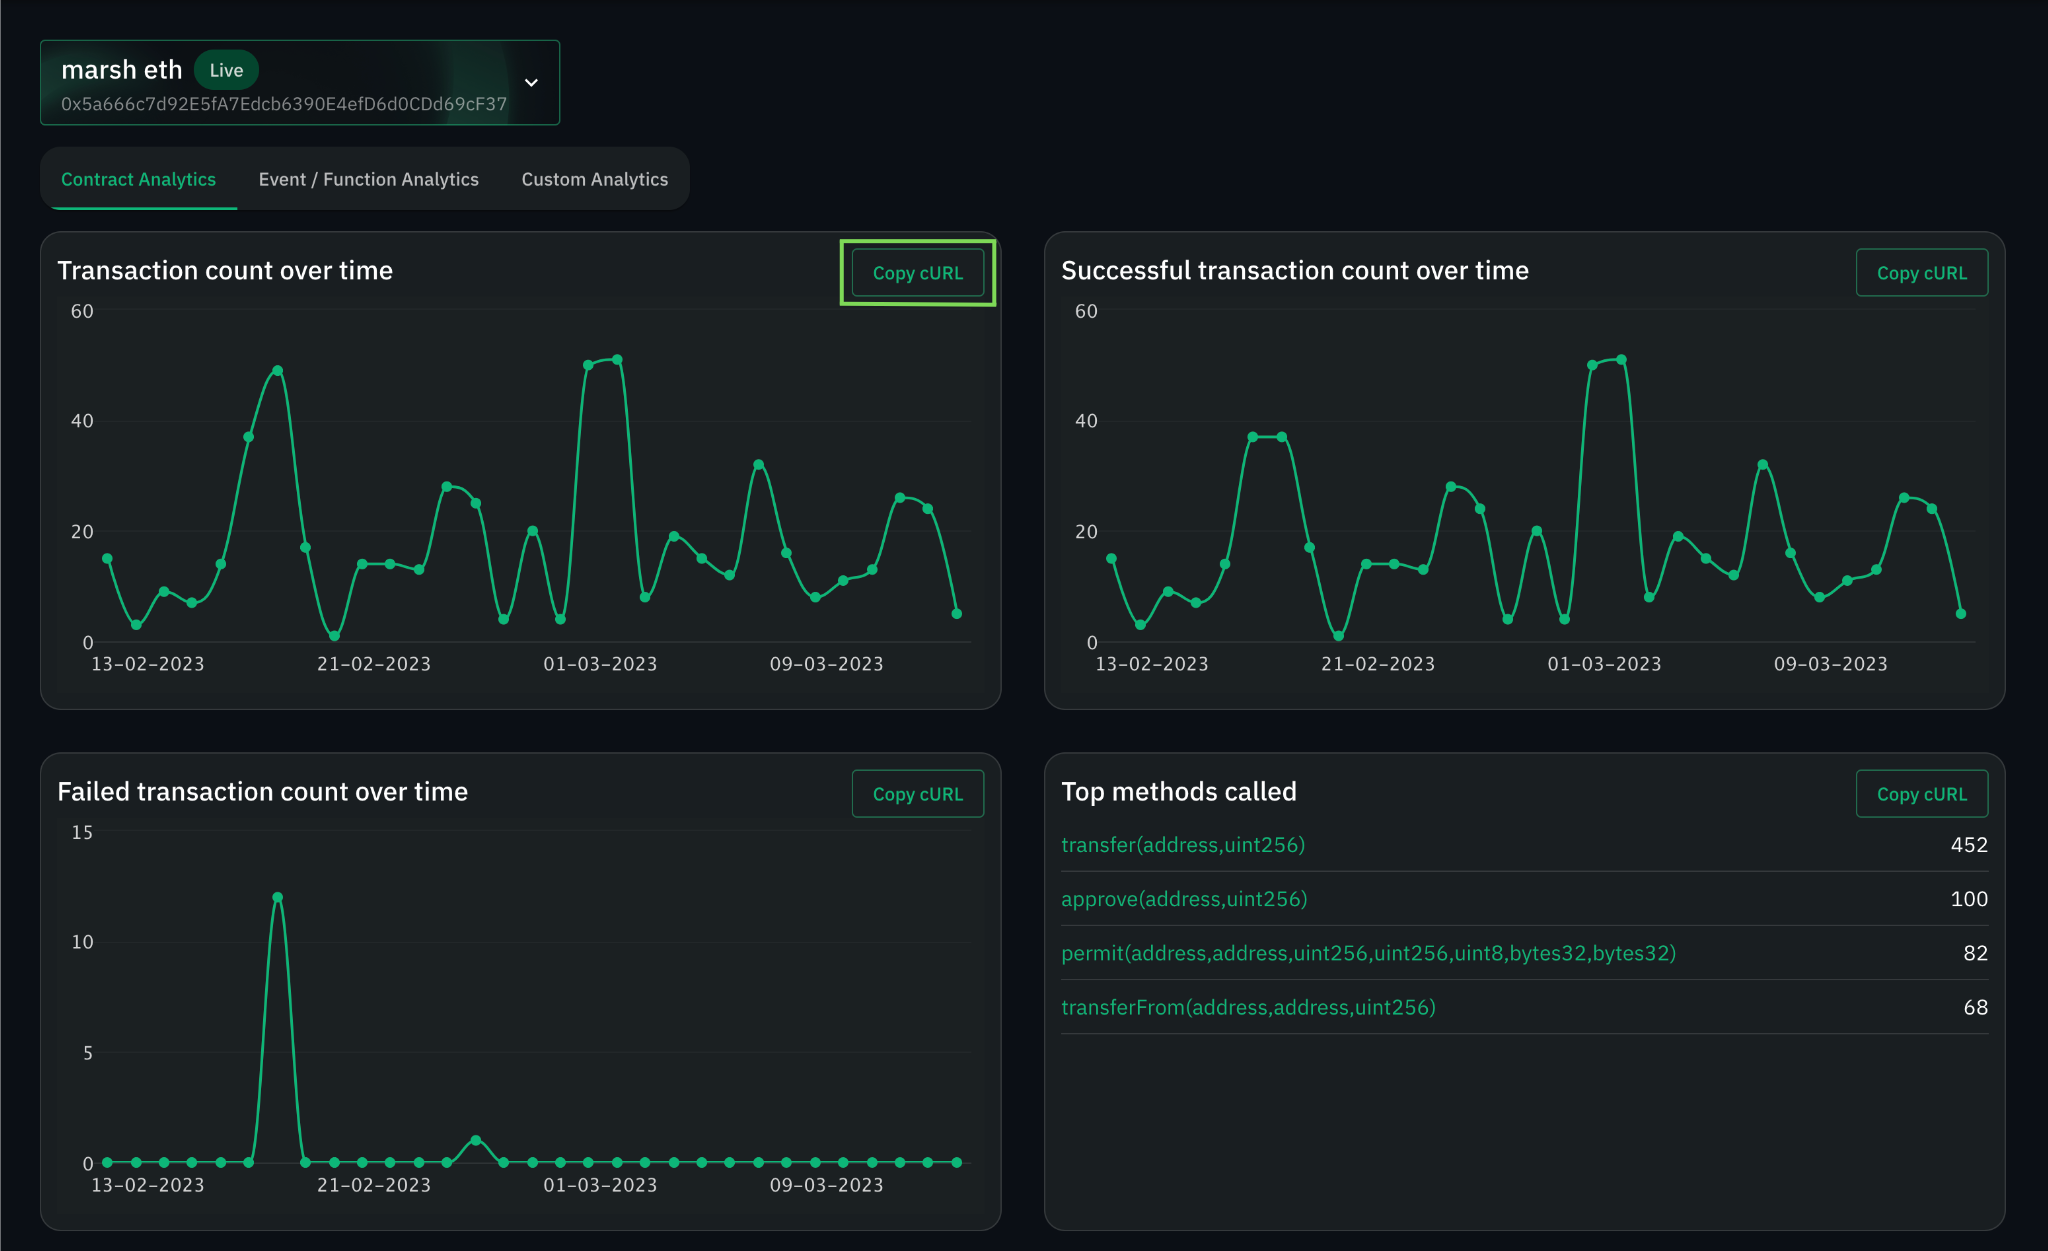 marsh eth Live
0x5a666c7d92E5fA7Edcb6390E4efD6d0CDd69cF37
Contract Analytics Event / Function Analytics Custom Analytics
Transaction count over time Copy cURL
60
40
20
0
13-02-2023 21-02-2023 01-03-2023 09-03-2023
Successful transaction count over time Copy cURL
60
40
20
0
13-02-2023 21-02-2023 01-03-2023 09-03-2023
Failed transaction count over time Copy cURL
15
10
5
0
13-02-2023 21-02-2023 01-03-2023 09-03-2023
Top methods called Copy cURL
transfer(address,uint256) 452
approve(address,uint256) 100
permit(address,address,uint256,uint256,uint8,bytes32,bytes32) 82
transferFrom(address,address,uint256) 68